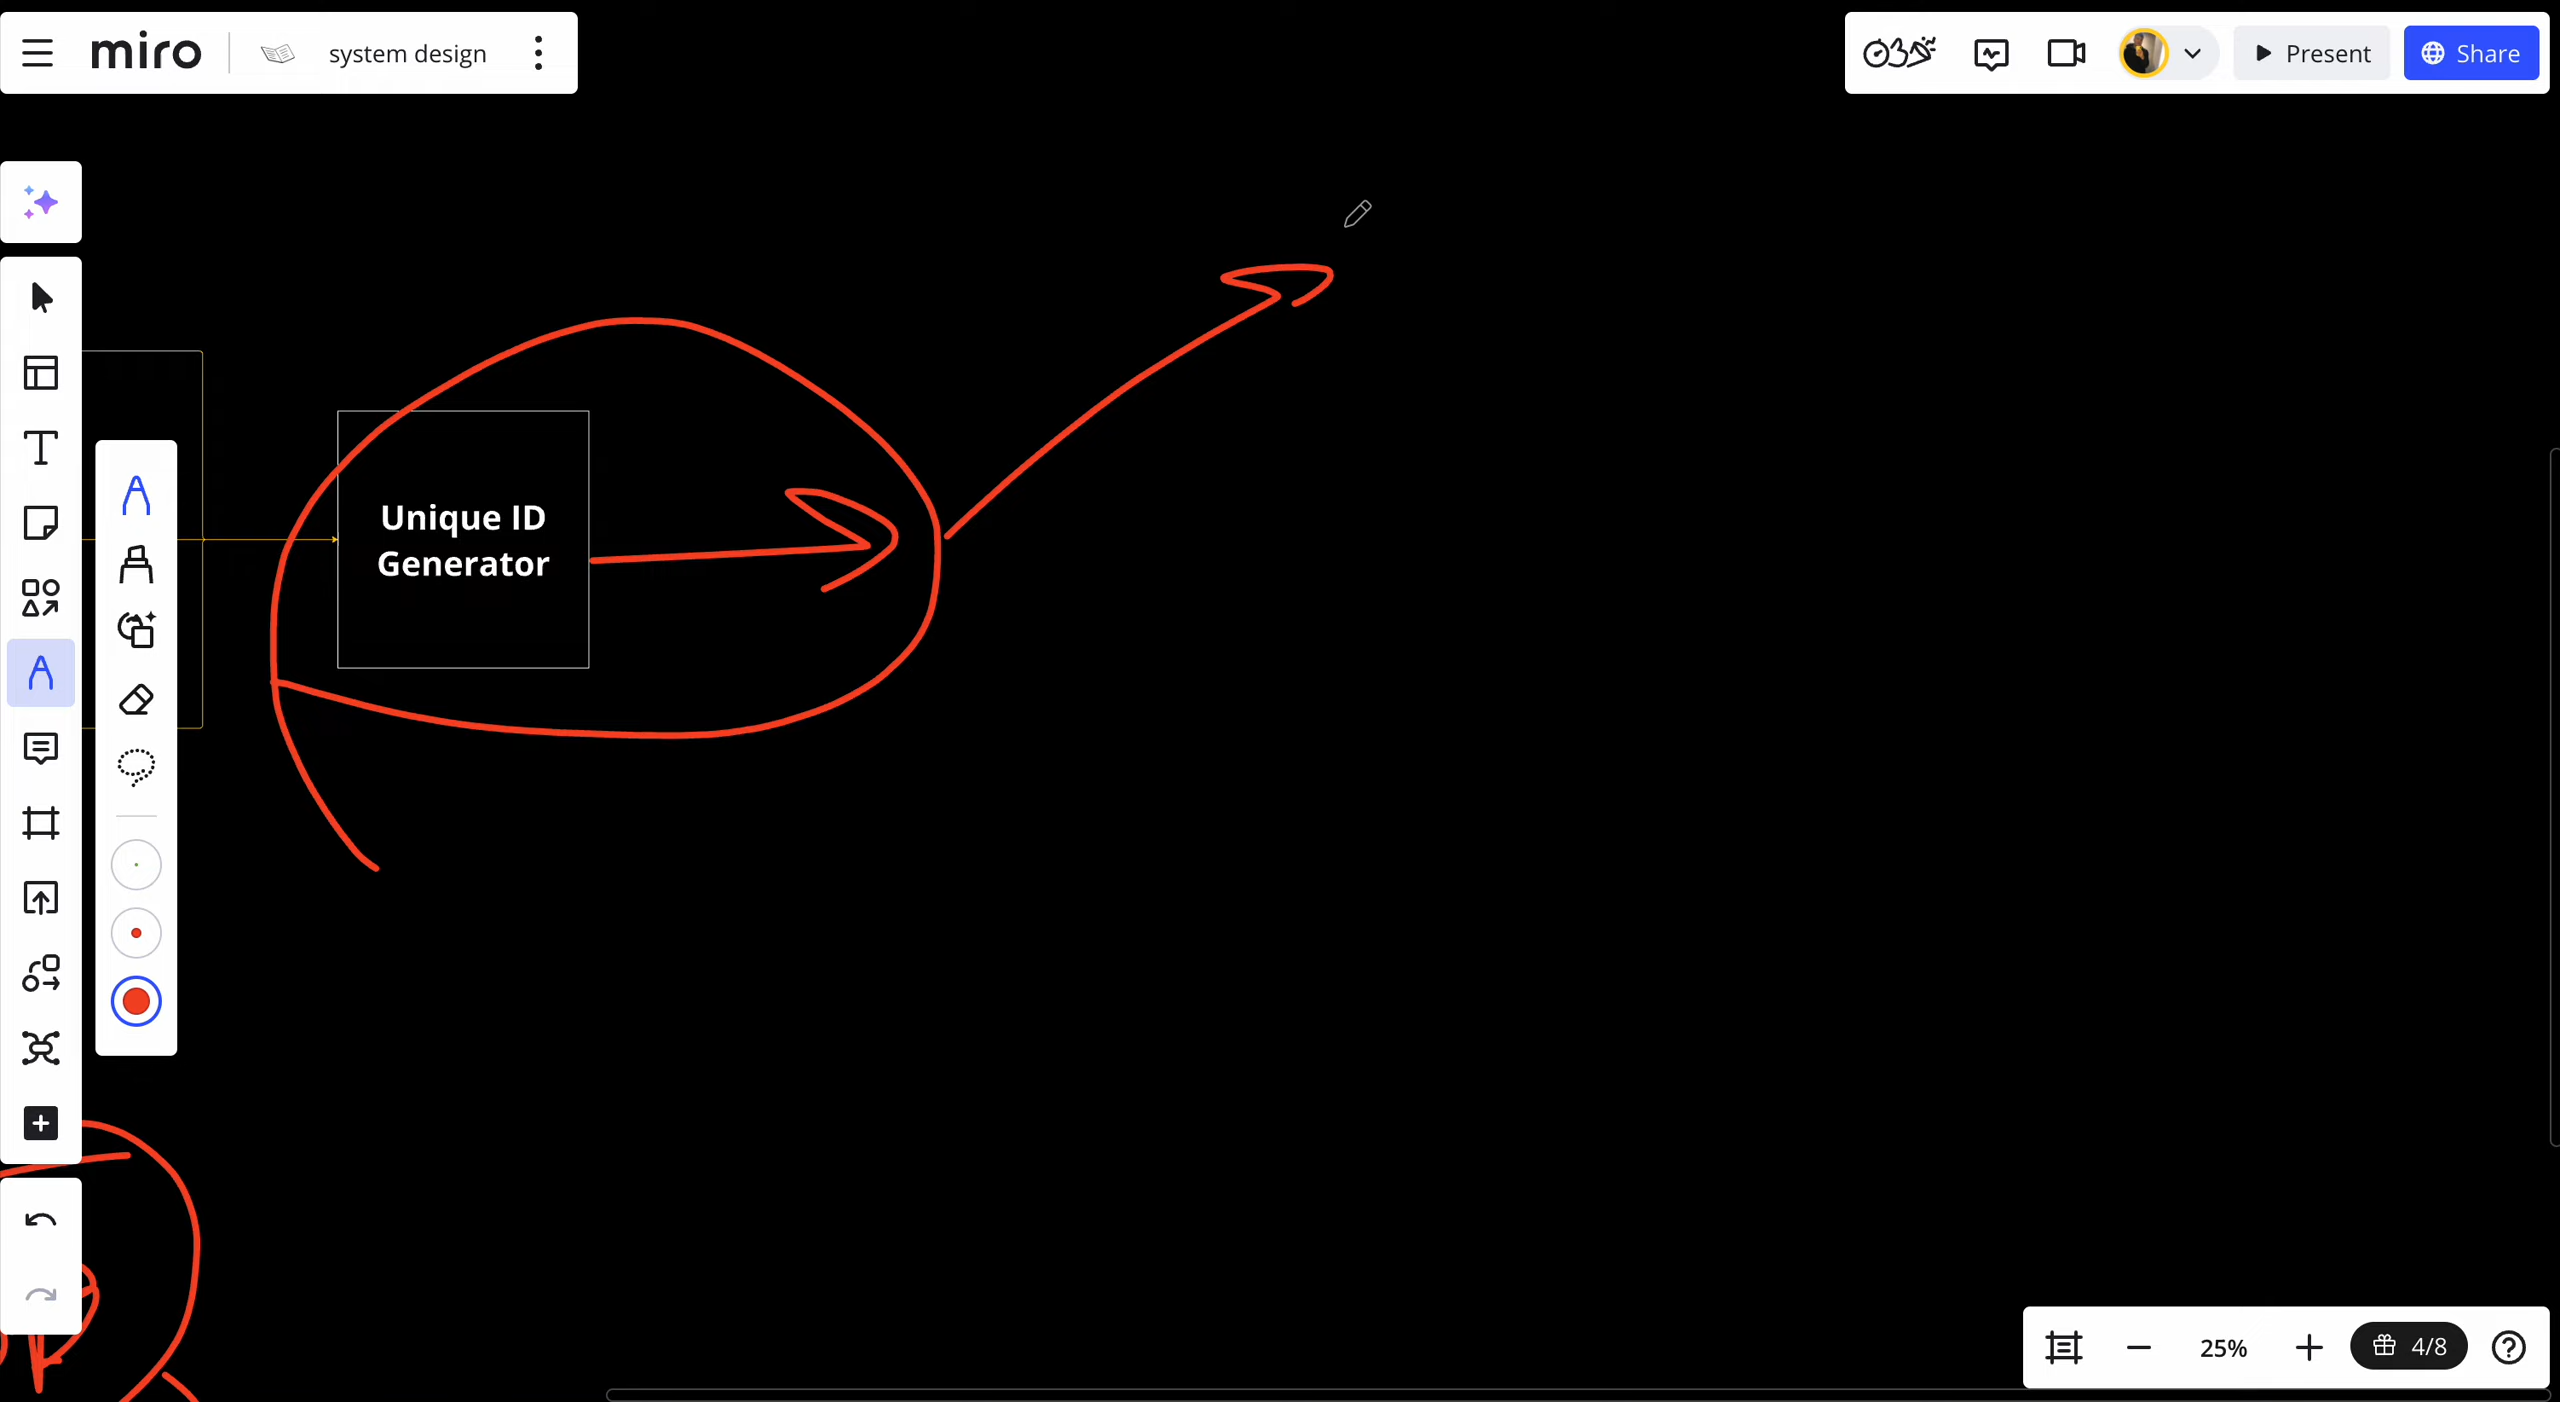 miro
system design
Present
Share
Unique ID
Generator
25%
4/8